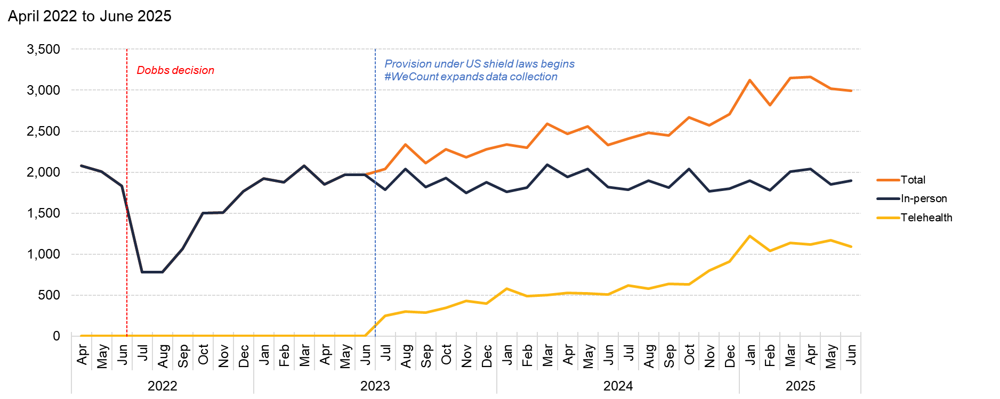 April 2022 to June 2025
3,500
3,000
2,500
2,000
1,500
1,000
500
0
Dobbs decision
Provision under US shield laws begins
#WeCount expands data collection
Total
In-person
Telehealth
Apr May Jun Jul Aug Sep Oct Nov Dec Jan Feb Mar Apr May Jun Jul Aug Sep Oct Nov Dec Jan Feb Mar Apr May Jun Jul Aug Sep Oct Nov Dec Jan Feb Mar Apr May Jun
2022 2023 2024 2025